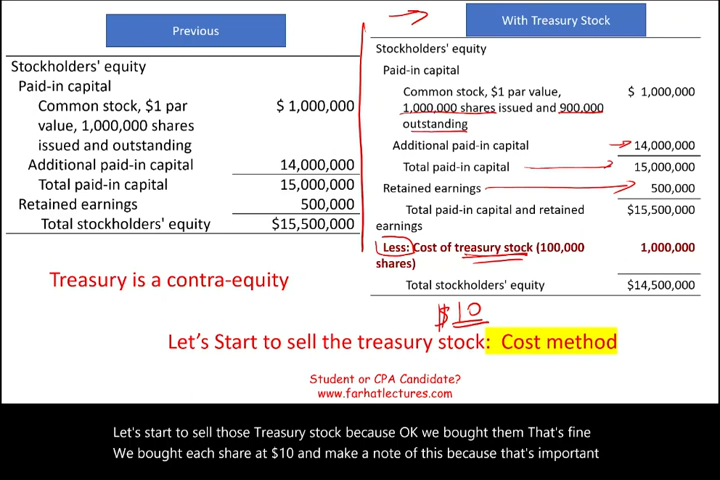 Previous
Stockholders' equity
Paid-in capital
Common stock, $1 par $ 1,000,000
value, 1,000,000 shares
issued and outstanding
Additional paid-in capital 14,000,000
Total paid-in capital 15,000,000
Retained earnings 500,000
Total stockholders' equity $15,500,000
With Treasury Stock
Stockholders' equity
Paid-in capital
Common stock, $1 par value, $ 1,000,000
1,000,000 shares issued and 900,000
outstanding
Additional paid-in capital 14,000,000
Total paid-in capital 15,000,000
Retained earnings 500,000
Total paid-in capital and retained $15,500,000
earnings
Less: Cost of treasury stock (100,000 1,000,000
shares)
Total stockholders' equity $14,500,000
Treasury is a contra-equity
$10
Let's Start to sell the treasury stock: Cost method
Student or CPA Candidate?
www.farhatlectures.com
Let's start to sell those Treasury stock because OK we bought them That's fine
We bought each share at $10 and make a note of this because that's important